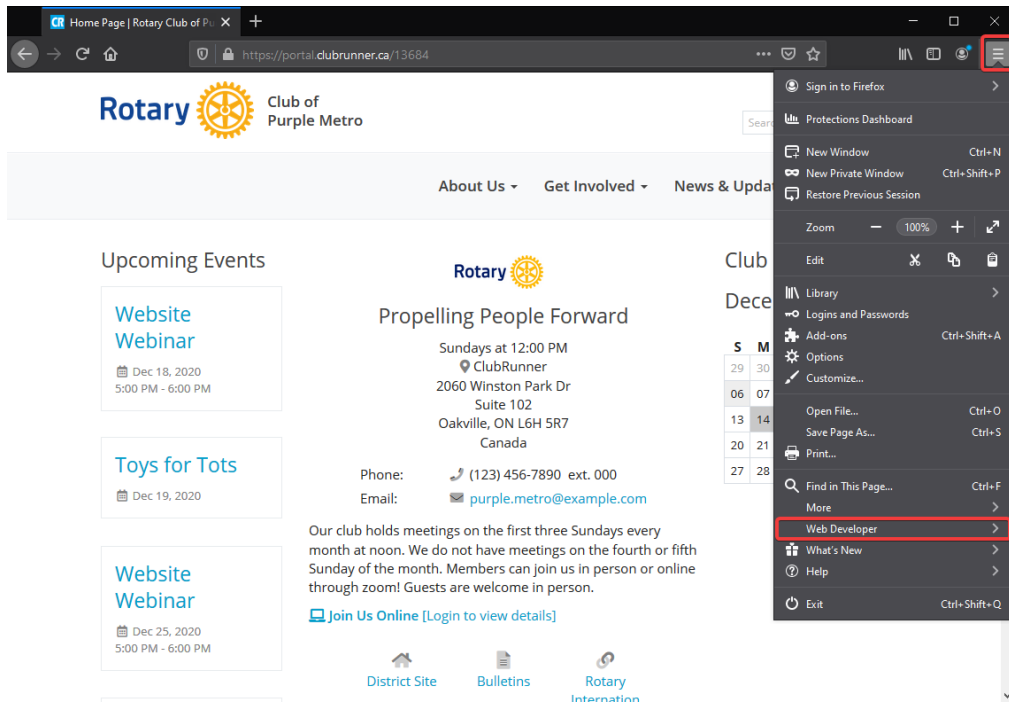 CR Home Page | Rotary Club of Pu
https://portal.clubrunner.ca/13684
Rotary
Club of
Purple Metro
Sear
About Us
Get Involved
News & Updat
Upcoming Events
Website
Webinar
Dec 18, 2020
5:00 PM - 6:00 PM
Toys for Tots
Dec 19, 2020
Website
Webinar
Dec 25, 2020
5:00 PM - 6:00 PM
Rotary
Propelling People Forward
Sundays at 12:00 PM
ClubRunner
2060 Winston Park Dr
Suite 102
Oakville, ON L6H 5R7
Canada
Phone: (123) 456-7890 ext. 000
Email: purple.metro@example.com
Our club holds meetings on the first three Sundays every
month at noon. We do not have meetings on the fourth or fifth
Sunday of the month. Members can join us in person or online
through zoom! Guests are welcome in person.
Join Us Online [Login to view details]
District Site
Bulletins
Rotary
Internation
Club
Dece
S M
29 30
06 07
13 14
20 21
27 28
Sign in to Firefox
Protections Dashboard
New Window Ctrl+N
New Private Window Ctrl+Shift+P
Restore Previous Session
Zoom 100%
Edit
Library
Logins and Passwords
Add-ons Ctrl+Shift+A
Options
Customize...
Open File... Ctrl+O
Save Page As... Ctrl+S
Print...
Find in This Page... Ctrl+F
More
Web Developer
What's New
Help
Exit Ctrl+Shift+Q